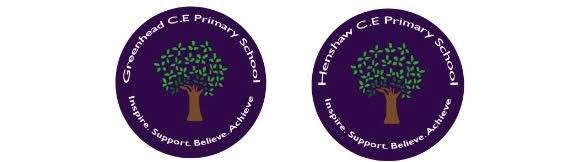 Greenhead C.E Primary School
Inspire. Support. Believe. Achieve
Henshaw C.E Primary School
Inspire. Support. Believe. Achieve